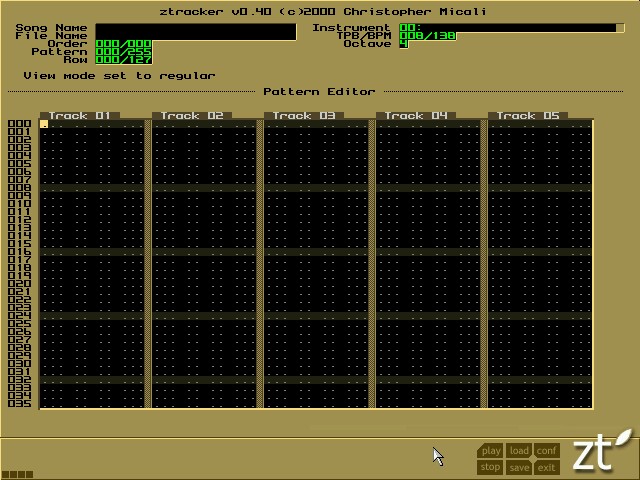 ztracker v0.40 (c)2000 Christopher Micali
Song Name
File Name
Order 000/000
Pattern 000/255
Row 000/127
Instrument 00:
TPB/BPM 008/138
Octave 4
View mode set to regular
Pattern Editor
Track 01 Track 02 Track 03 Track 04 Track 05
000
001
002
003
004
005
006
007
008
009
010
011
012
013
014
015
016
017
018
019
020
021
022
023
024
025
026
027
028
029
030
031
032
033
034
035
play load conf
stop save exit
zt